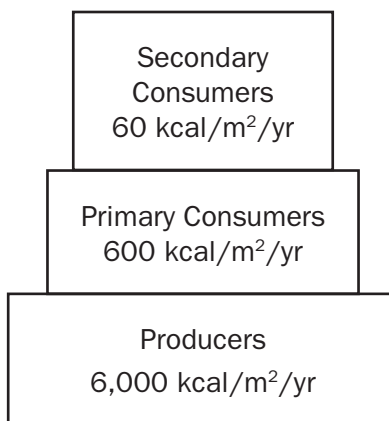 Secondary
Consumers
60 kcal/m²/yr
Primary Consumers
600 kcal/m²/yr
Producers
6,000 kcal/m²/yr